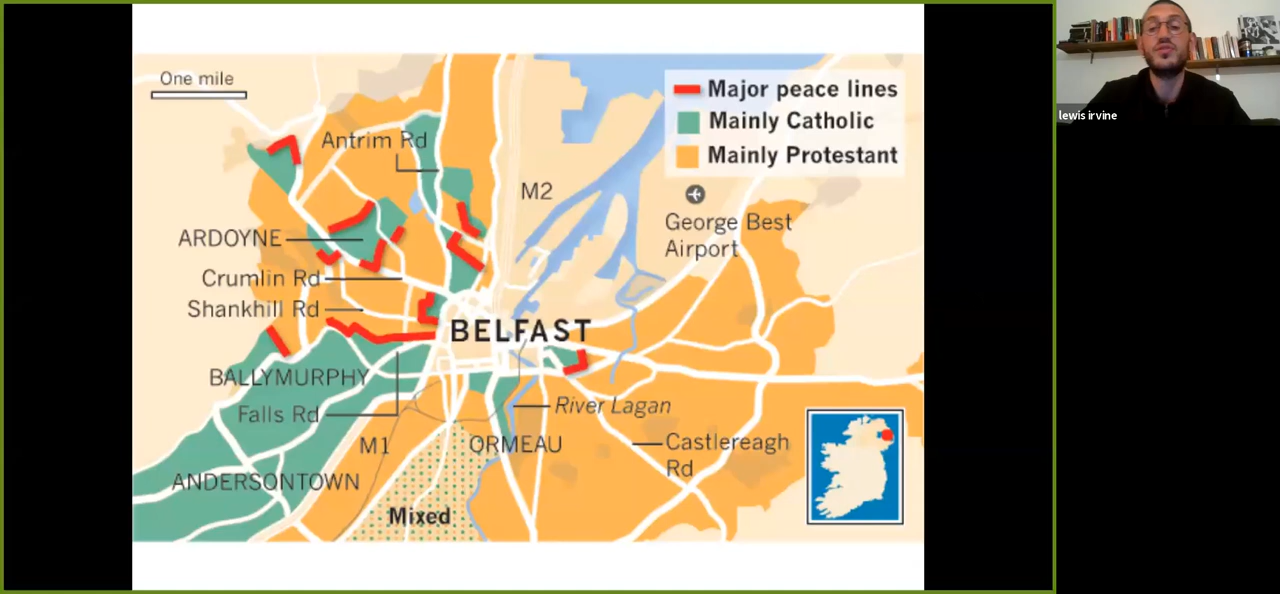 One mile
Major peace lines
Mainly Catholic
Mainly Protestant
Antrim Rd
M2
George Best
Airport
ARDOYNE
Crumlin Rd
Shankhill Rd
BELFAST
BALLYMURPHY
Falls Rd
River Lagan
M1
ORMEAU
Castlereagh
Rd
ANDERSONTOWN
Mixed
lewis irvine